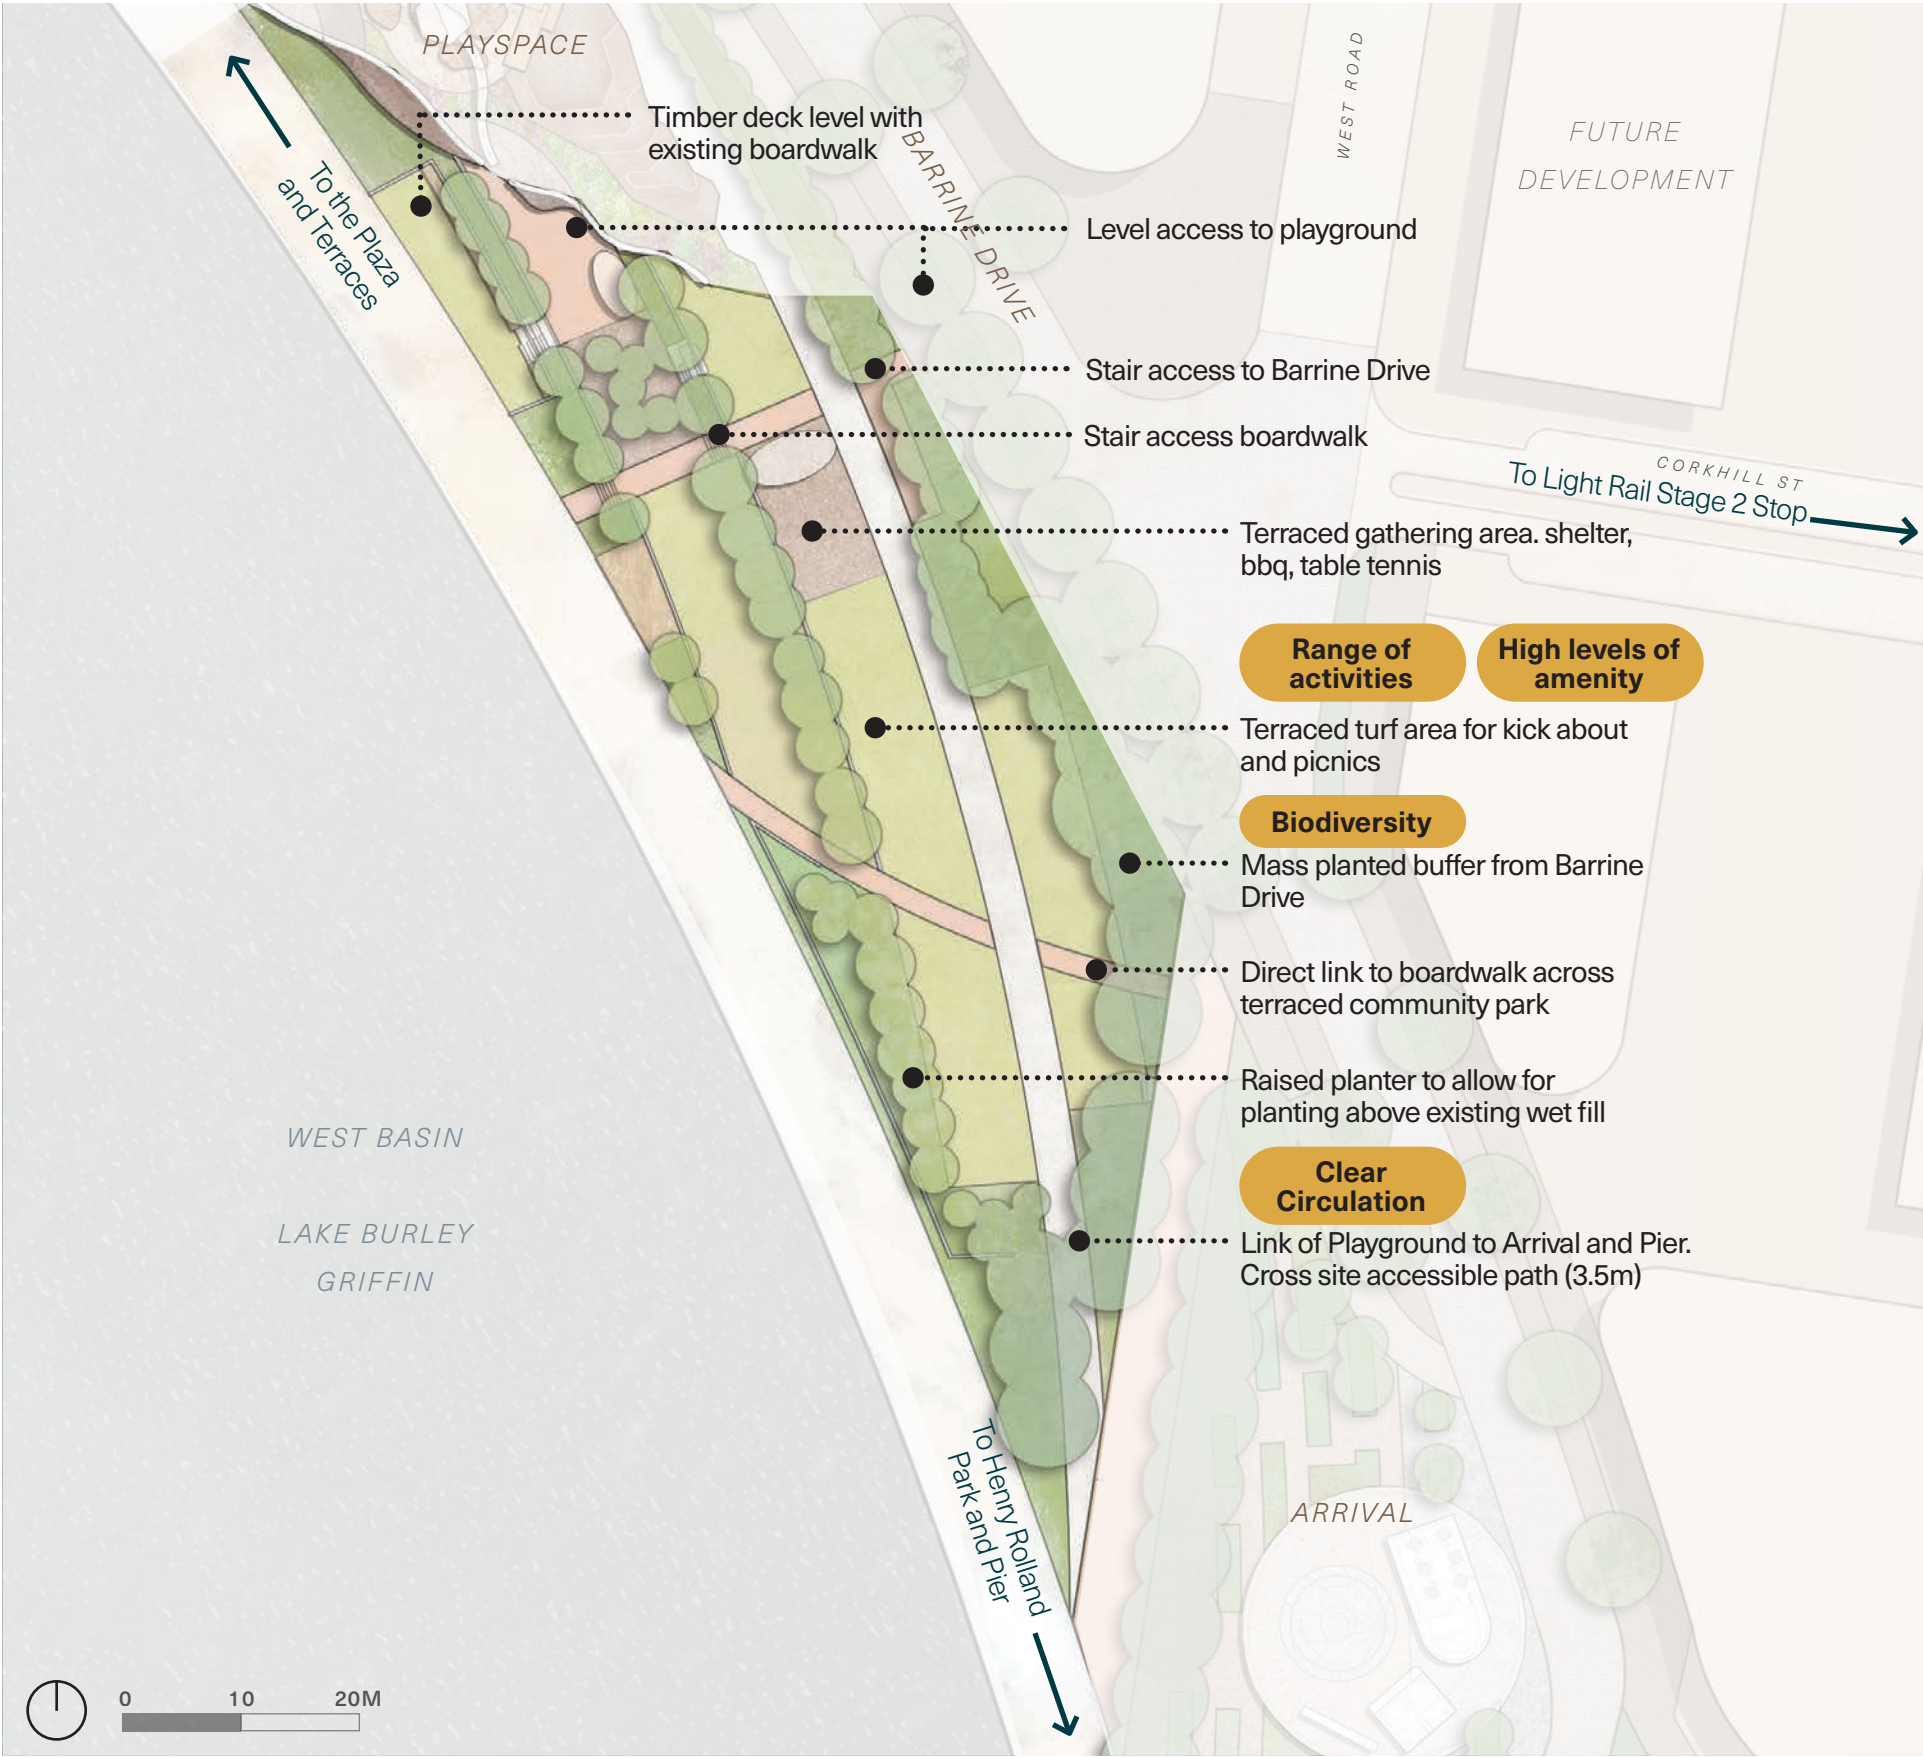 PLAYSPACE
WEST ROAD
FUTURE
DEVELOPMENT
Timber deck level with
existing boardwalk
BARRINE DRIVE
To the Plaza
and Terraces
Level access to playground
Stair access to Barrine Drive
Stair access boardwalk
CORKHILL ST
To Light Rail Stage 2 Stop
Terraced gathering area. shelter,
bbq, table tennis
Range of
activities
High levels of
amenity
Terraced turf area for kick about
and picnics
Biodiversity
Mass planted buffer from Barrine
Drive
Direct link to boardwalk across
terraced community park
Raised planter to allow for
planting above existing wet fill
WEST BASIN
LAKE BURLEY
GRIFFIN
Clear
Circulation
Link of Playground to Arrival and Pier.
Cross site accessible path (3.5m)
To Henry Rolland
Park and Pier
ARRIVAL
0 10 20M